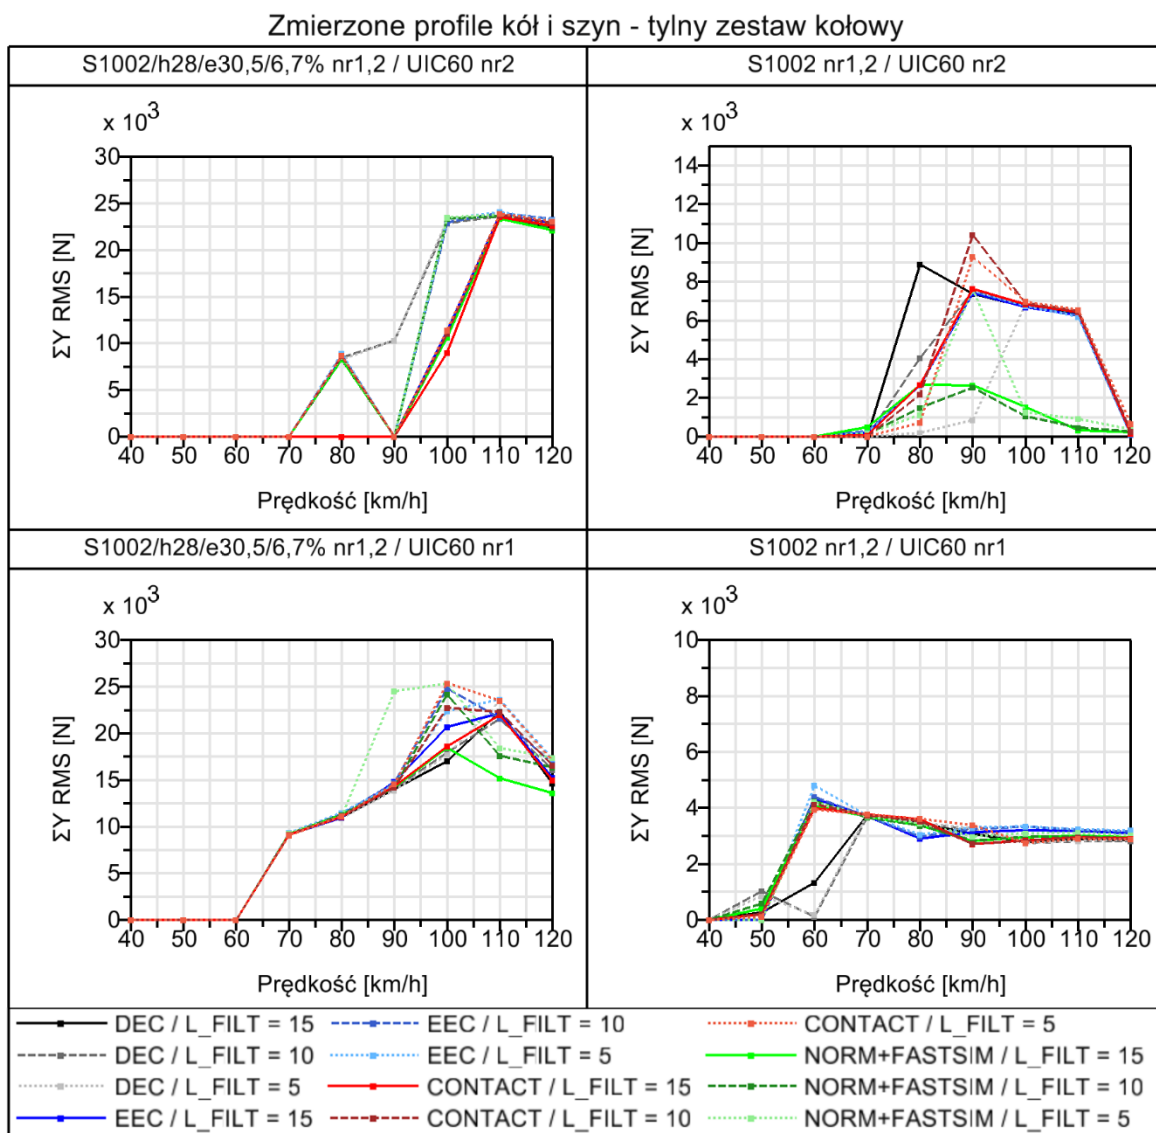 Zmierzone profile kół i szyn - tylny zestaw kołowy
S1002/h28/e30,5/6,7% nr1,2 / UIC60 nr2
x 10³
30
25
20
15
10
5
0
ΣY RMS [N]
40 50 60 70 80 90 100 110 120
Prędkość [km/h]
S1002 nr1,2 / UIC60 nr2
x 10³
14
12
10
8
6
4
2
0
ΣY RMS [N]
40 50 60 70 80 90 100 110 120
Prędkość [km/h]
S1002/h28/e30,5/6,7% nr1,2 / UIC60 nr1
x 10³
30
25
20
15
10
5
0
ΣY RMS [N]
40 50 60 70 80 90 100 110 120
Prędkość [km/h]
S1002 nr1,2 / UIC60 nr1
x 10³
10
8
6
4
2
0
ΣY RMS [N]
40 50 60 70 80 90 100 110 120
Prędkość [km/h]
DEC / L_FILT = 15
DEC / L_FILT = 10
DEC / L_FILT = 5
EEC / L_FILT = 15
EEC / L_FILT = 10
EEC / L_FILT = 5
CONTACT / L_FILT = 15
CONTACT / L_FILT = 10
CONTACT / L_FILT = 5
NORM+FASTSIM / L_FILT = 15
NORM+FASTSIM / L_FILT = 10
NORM+FASTSIM / L_FILT = 5